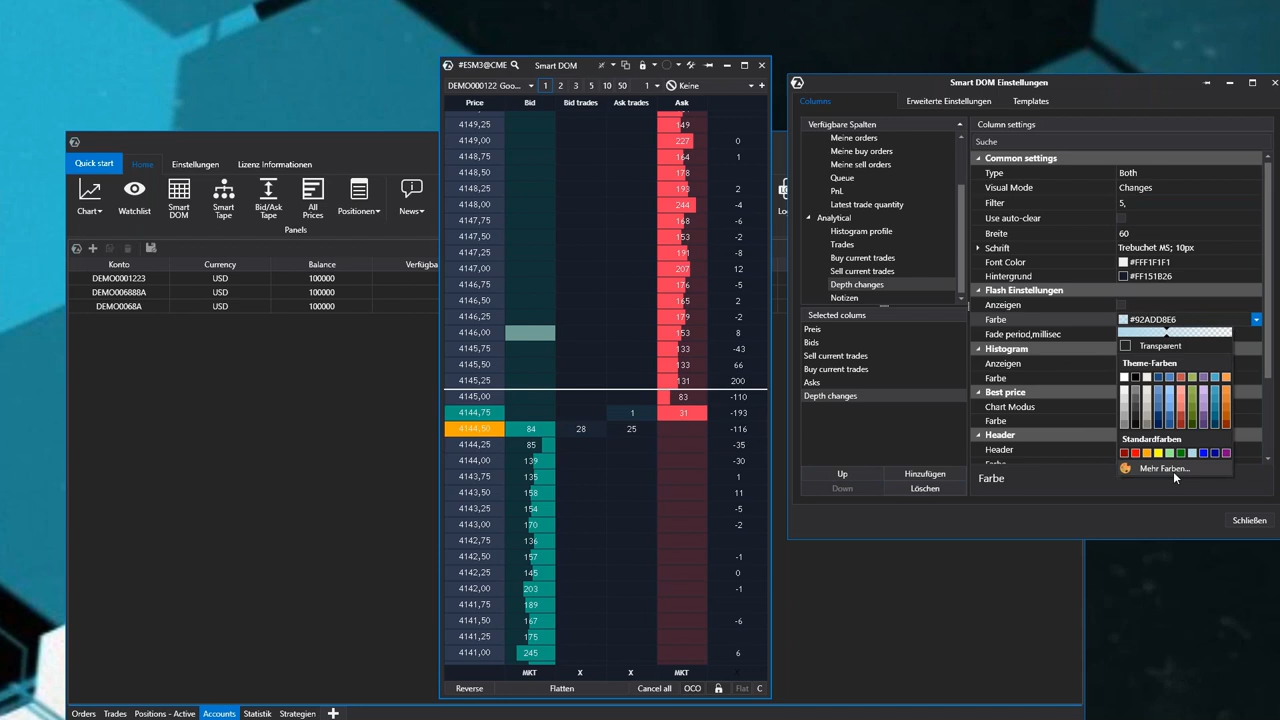 Quick start
Home
Einstellungen
Lizenz Informationen
Chart
Watchlist
Smart DOM
Smart Tape
Bid/Ask Tape
All Prices
Positionen
News
Panels
Konto Currency Balance
DEMO0001223 USD 100000
DEMO006888A USD 100000
DEMO0068A USD 100000
Orders Trades Positions - Active Accounts Statistik Strategien
#ESM3@CME Smart DOM
DEMO000122 Goo... 1 2 3 5 10 50 1 Keine
Price Bid Bid trades Ask trades Ask
4149,25 149
4149,00 227 0
4148,75 164 1
4148,50 178
4148,25 193 2
4148,00 244 -4
4147,75 168 -6
4147,50 153 -2
4147,25 191 -8
4147,00 207 12
4146,75 176 -5
4146,50 165 2
4146,25 179 -2
4146,00 153 8
4145,75 133 -43
4145,50 133 66
4145,25 131 200
4145,00 83 -110
4144,75 1 31 -193
4144,50 84 28 25 -116
4144,25 85 -35
4144,00 139 -30
4143,75 135 1
4143,50 158 11
4143,25 154 -5
4143,00 170 -2
4142,75 136
4142,50 157 -1
4142,25 145 0
4142,00 203 -1
4141,75 189
4141,50 167 -6
4141,25 175
4141,00 245 6
MKT X X MKT
Reverse Flatten Cancel all OCO Flat C
Smart DOM Einstellungen
Columns Erweiterte Einstellungen Templates
Verfügbare Spalten
Meine orders
Meine buy orders
Meine sell orders
Queue
PnL
Latest trade quantity
Analytical
Histogram profile
Trades
Buy current trades
Sell current trades
Depth changes
Notizen
Selected colums
Preis
Bids
Sell current trades
Buy current trades
Asks
Depth changes
Up Hinzufügen
Down Löschen
Column settings
Suche
Common settings
Type Both
Visual Mode Changes
Filter 5,
Use auto-clear
Breite 60
Schrift Trebuchet MS; 10px
Font Color #FFF1F1F1
Hintergrund #FF151B26
Flash Einstellungen
Anzeigen
Farbe #92ADD8E6
Fade period,millisec
Histogram
Anzeigen
Farbe
Best price
Chart Modus
Farbe
Header
Header
Transparent
Theme-Farben
Standardfarben
Mehr Farben...
Farbe
Schließen